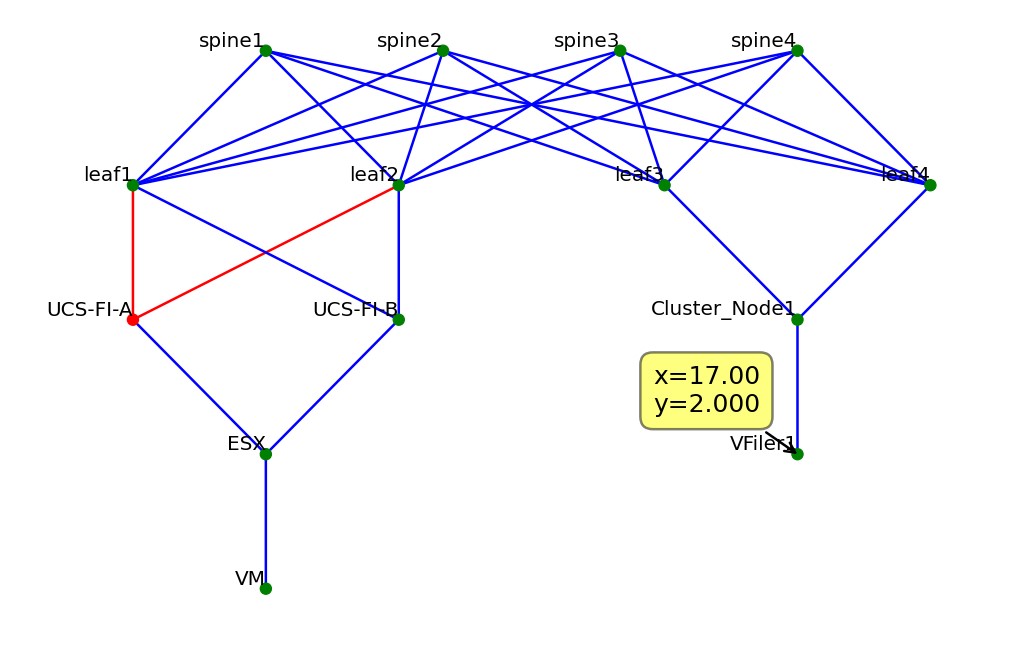 spine1
spine2
spine3
spine4
leaf1
leaf2
leaf3
leaf4
UCS-FI-A
UCS-FI-B
Cluster_Node1
x=17.00
y=2.000
ESX
VFiler1
VM